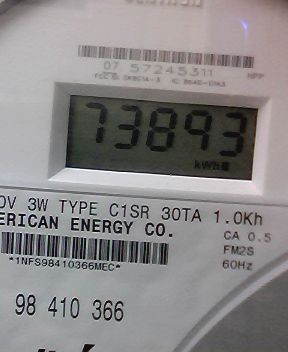 07 57245311 HPP
73893
kWh
0V 3W TYPE C1SR 30TA 1.0Kh
ERICAN ENERGY CO.
CA 0.5
*1NFS98410366MEC*
FM2S
60Hz
98 410 366